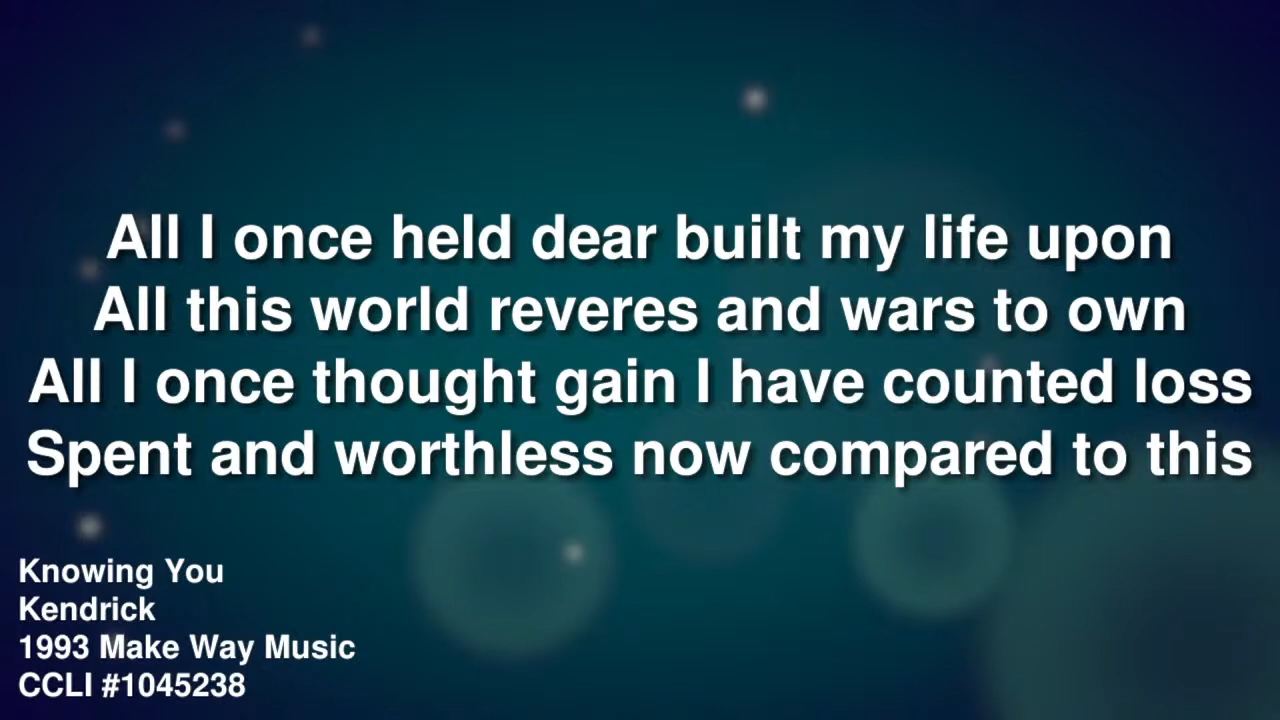 All I once held dear built my life upon
All this world reveres and wars to own
All I once thought gain I have counted loss
Spent and worthless now compared to this
Knowing You
Kendrick
1993 Make Way Music
CCLI #1045238